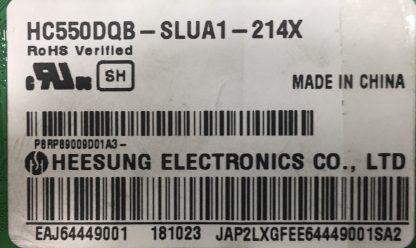 HC550DQB-SLUA1-214X
RoHS Verified
SH
MADE IN CHINA
P8RP89009D01A3-
HEESUNG ELECTRONICS CO., LTD
EAJ64449001 181023 JAP2LXGFEE64449001SA2